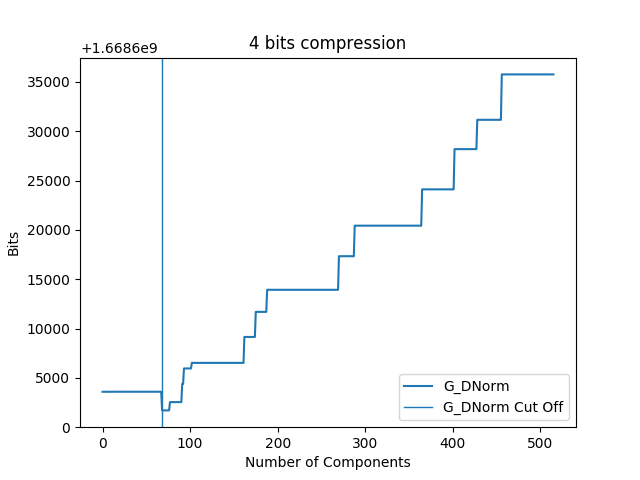 4 bits compression
+1.6686e9
35000
30000
25000
20000
15000
10000
5000
0
Bits
0 100 200 300 400 500
Number of Components
G_DNorm
G_DNorm Cut Off